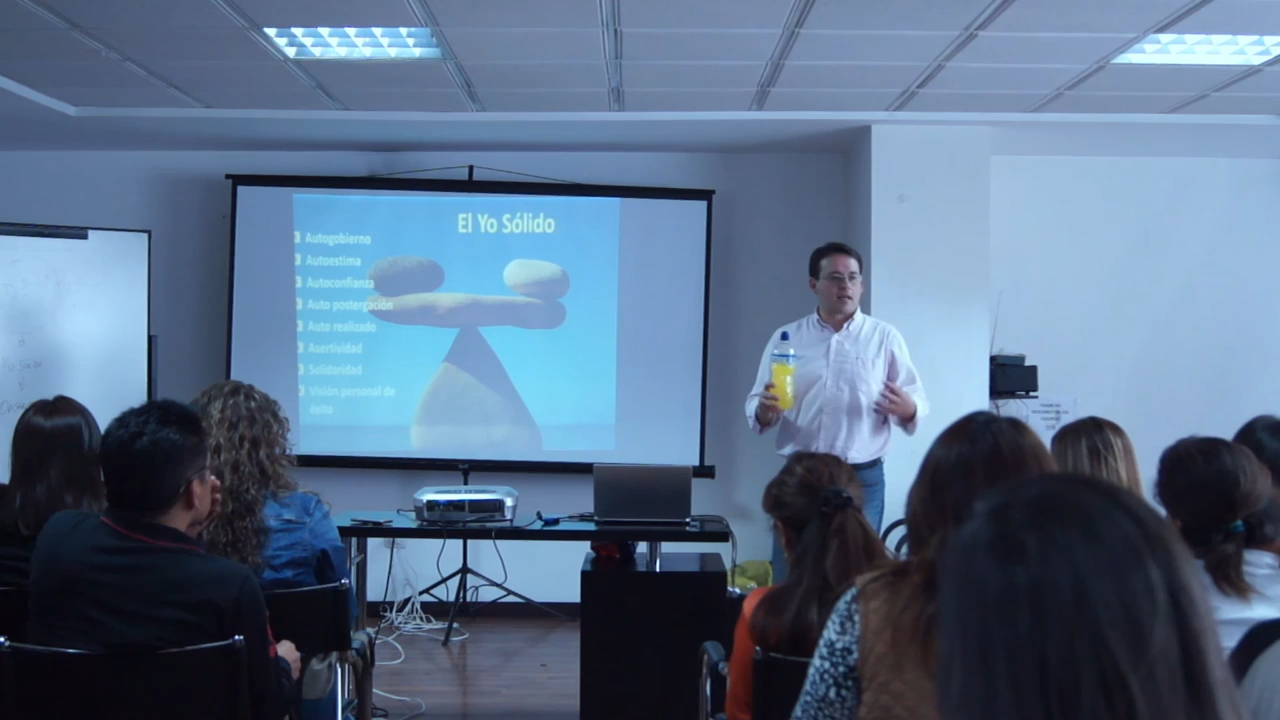 El Yo Sólido
Autogobierno
Autoestima
Autoconfianza
Auto postergación
Auto realizado
Asertividad
Solidaridad
Visión personal de
éxito